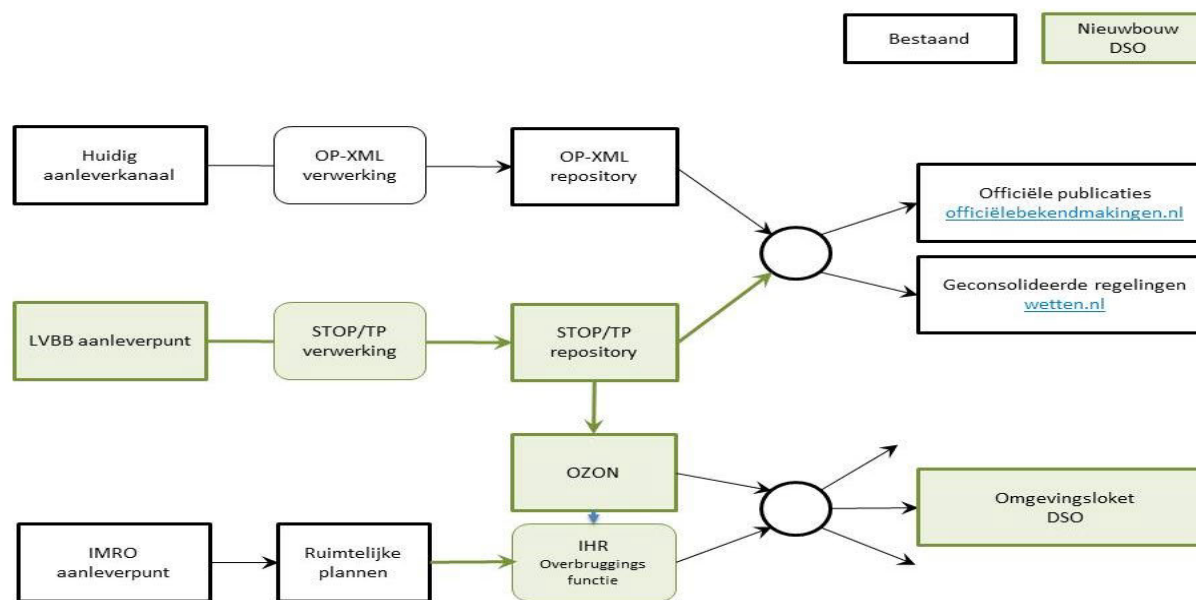 Bestaand
Nieuwbouw
DSO
Huidig
aanleverkanaal
OP-XML
verwerking
OP-XML
repository
Officiële publicaties
officiëlebekendmakingen.nl
Geconsolideerde regelingen
wetten.nl
LVBB aanleverpunt
STOP/TP
verwerking
STOP/TP
repository
OZON
Omgevingsloket
DSO
IMRO
aanleverpunt
Ruimtelijke
plannen
IHR
Overbruggings
functie